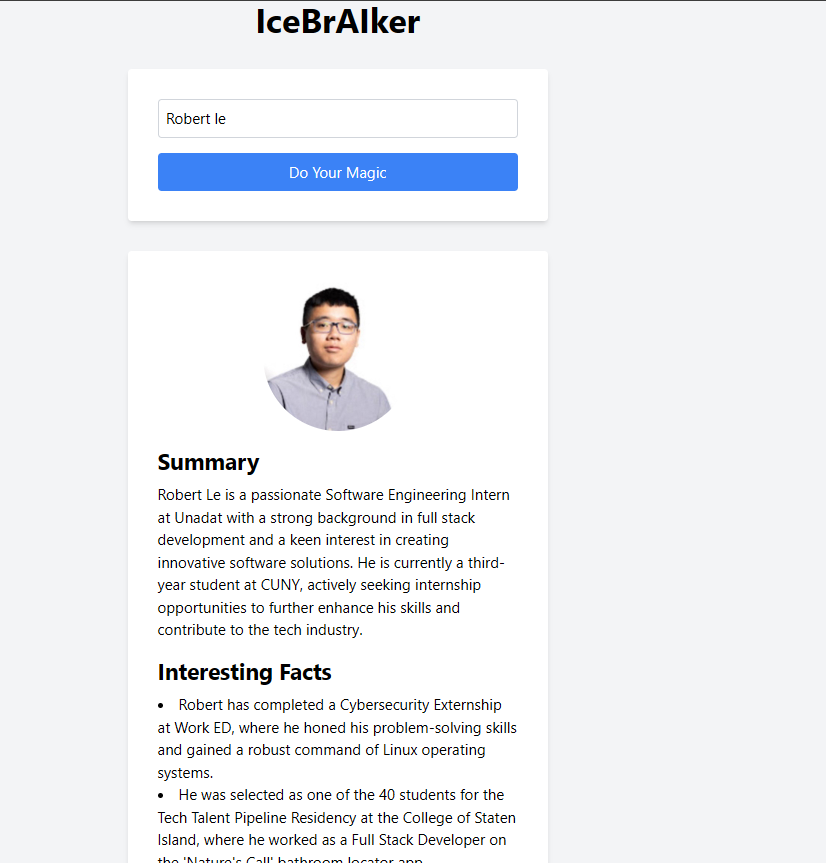 IceBrAIker
Robert le
Do Your Magic
Summary
Robert Le is a passionate Software Engineering Intern
at Unadat with a strong background in full stack
development and a keen interest in creating
innovative software solutions. He is currently a third-
year student at CUNY, actively seeking internship
opportunities to further enhance his skills and
contribute to the tech industry.
Interesting Facts
• Robert has completed a Cybersecurity Externship
at Work ED, where he honed his problem-solving skills
and gained a robust command of Linux operating
systems.
• He was selected as one of the 40 students for the
Tech Talent Pipeline Residency at the College of Staten
Island, where he worked as a Full Stack Developer on
the 'Nature's Call' bathroom locator app.